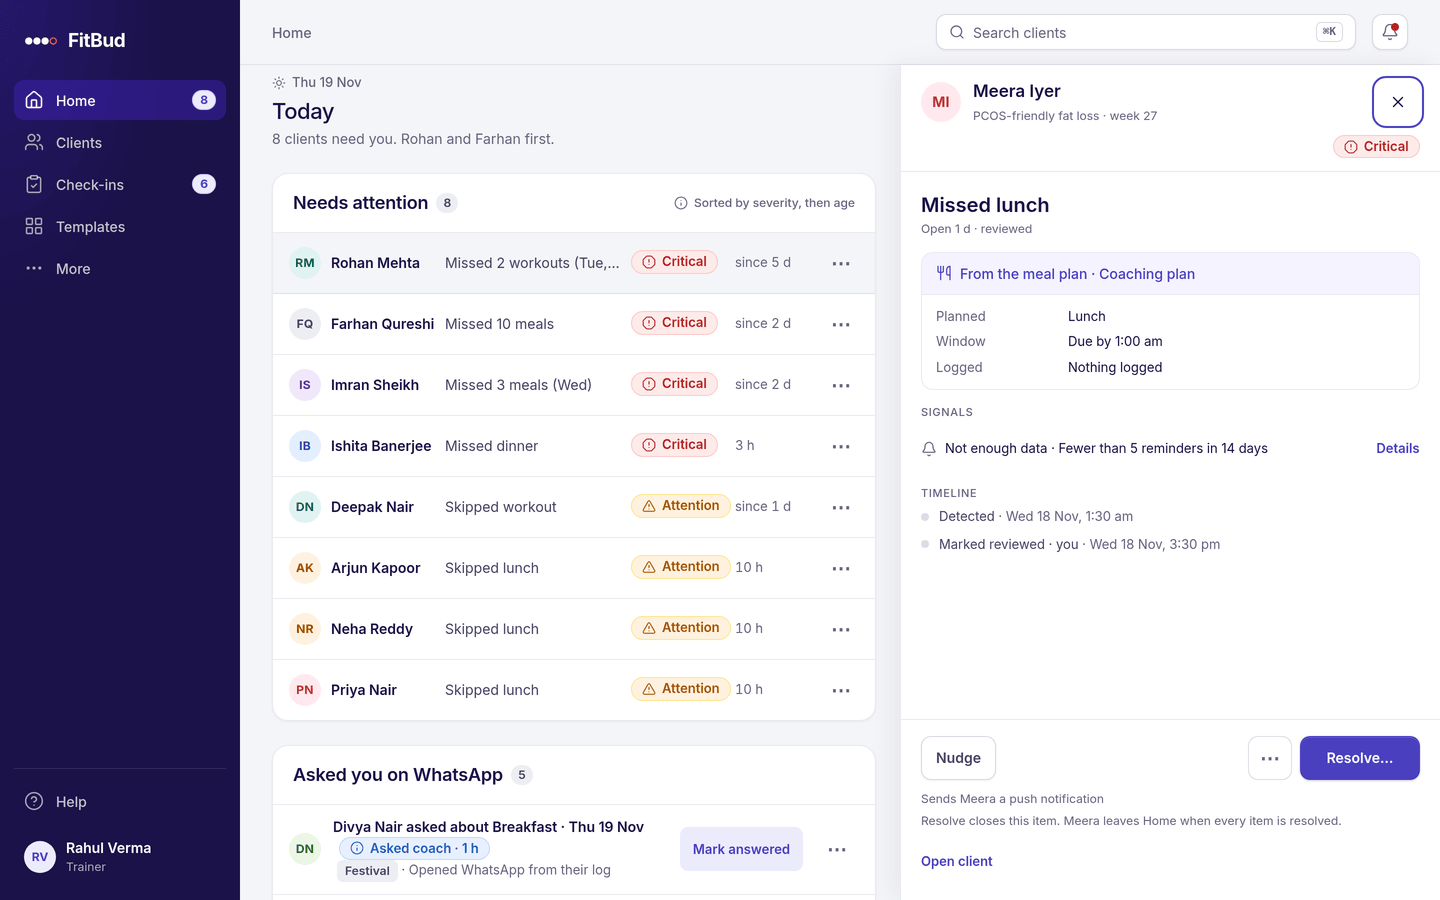 FitBud
Home 8
Clients
Check-ins 6
Templates
More
Help
RV
Rahul Verma
Trainer
Home
Search clients
⌘K
Thu 19 Nov
Today
8 clients need you. Rohan and Farhan first.
Needs attention 8
Sorted by severity, then age
RM Rohan Mehta Missed 2 workouts (Tue,... Critical since 5 d
FQ Farhan Qureshi Missed 10 meals Critical since 2 d
IS Imran Sheikh Missed 3 meals (Wed) Critical since 2 d
IB Ishita Banerjee Missed dinner Critical 3 h
DN Deepak Nair Skipped workout Attention since 1 d
AK Arjun Kapoor Skipped lunch Attention 10 h
NR Neha Reddy Skipped lunch Attention 10 h
PN Priya Nair Skipped lunch Attention 10 h
Asked you on WhatsApp 5
DN
Divya Nair asked about Breakfast · Thu 19 Nov
Asked coach · 1 h
Festival · Opened WhatsApp from their log
Mark answered
MI
Meera Iyer
PCOS-friendly fat loss · week 27
Critical
Missed lunch
Open 1 d · reviewed
From the meal plan · Coaching plan
Planned Lunch
Window Due by 1:00 am
Logged Nothing logged
SIGNALS
Not enough data · Fewer than 5 reminders in 14 days Details
TIMELINE
Detected · Wed 18 Nov, 1:30 am
Marked reviewed · you · Wed 18 Nov, 3:30 pm
Nudge
Resolve...
Sends Meera a push notification
Resolve closes this item. Meera leaves Home when every item is resolved.
Open client